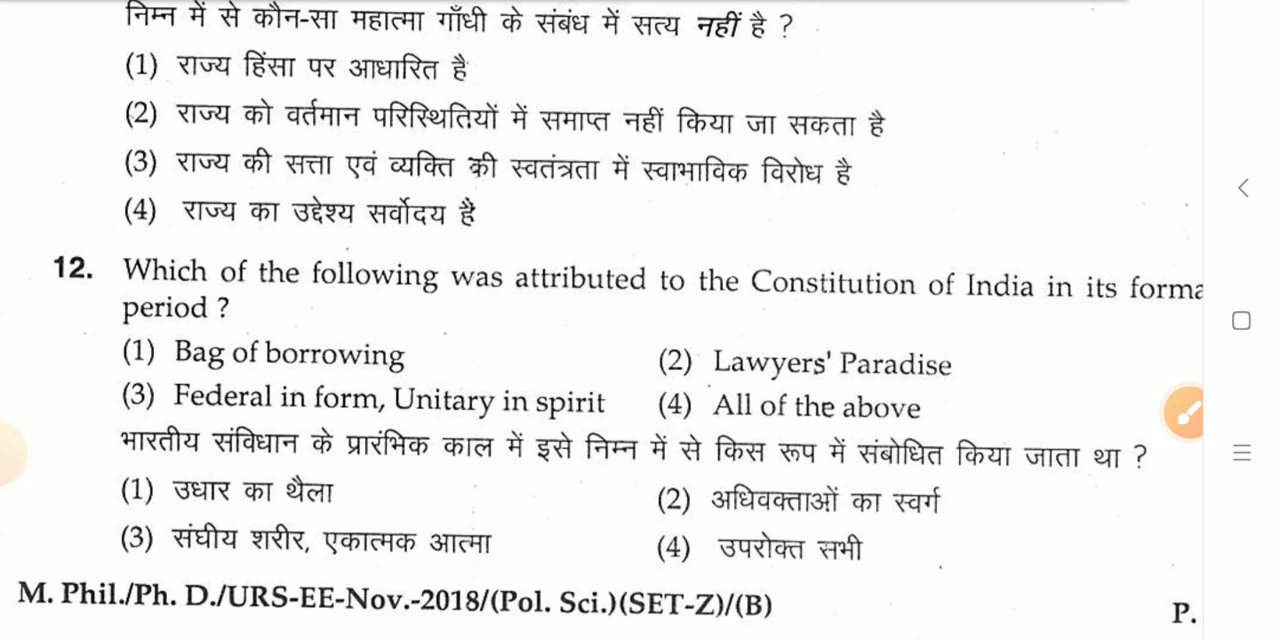 निम्न में से कौन-सा महात्मा गाँधी के संबंध में सत्य नहीं है ?
(1) राज्य हिंसा पर आधारित है
(2) राज्य को वर्तमान परिस्थितियों में समाप्त नहीं किया जा सकता है
(3) राज्य की सत्ता एवं व्यक्ति की स्वतंत्रता में स्वाभाविक विरोध है
(4) राज्य का उद्देश्य सर्वोदय है
12. Which of the following was attributed to the Constitution of India in its forma
period ?
(1) Bag of borrowing (2) Lawyers' Paradise
(3) Federal in form, Unitary in spirit (4) All of the above
भारतीय संविधान के प्रारंभिक काल में इसे निम्न में से किस रूप में संबोधित किया जाता था ?
(1) उधार का थैला (2) अधिवक्ताओं का स्वर्ग
(3) संघीय शरीर, एकात्मक आत्मा (4) उपरोक्त सभी
M. Phil./Ph. D./URS-EE-Nov.-2018/(Pol. Sci.)(SET-Z)/(B) P.